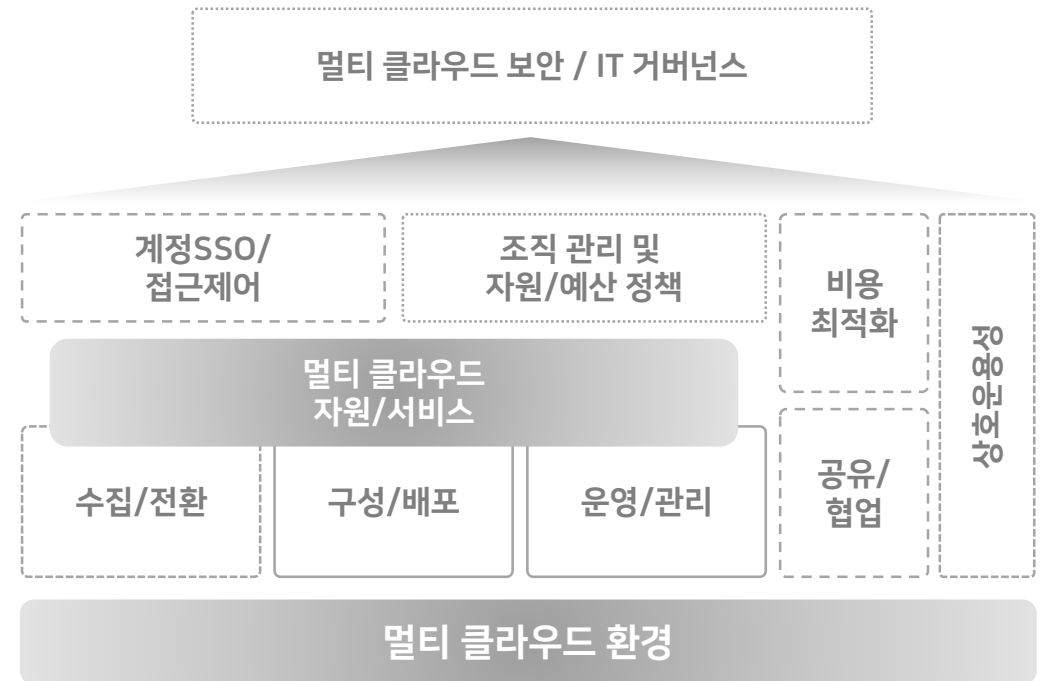 멀티 클라우드 보안 / IT 거버넌스
계정SSO/
접근제어
조직 관리 및
자원/예산 정책
비용
최적화
상호운용성
멀티 클라우드
자원/서비스
수집/전환
구성/배포
운영/관리
공유/
협업
멀티 클라우드 환경